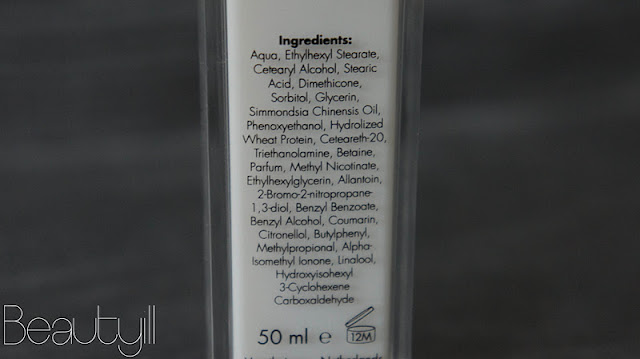 Ingredients:
Aqua, Ethylhexyl Stearate,
Cetearyl Alcohol, Stearic
Acid, Dimethicone,
Sorbitol, Glycerin,
Simmondsia Chinensis Oil,
Phenoxyethanol, Hydrolized
Wheat Protein, Ceteareth-20,
Triethanolamine, Betaine,
Parfum, Methyl Nicotinate,
Ethylhexylglycerin, Allantoin,
2-Bromo-2-nitropropane-
1,3-diol, Benzyl Benzoate,
Benzyl Alcohol, Coumarin,
Citronellol, Butylphenyl,
Methylpropional, Alpha-
Isomethyl Ionone, Linalool,
Hydroxyisohexyl
3-Cyclohexene
Carboxaldehyde
50 ml e 12M
Beautyill